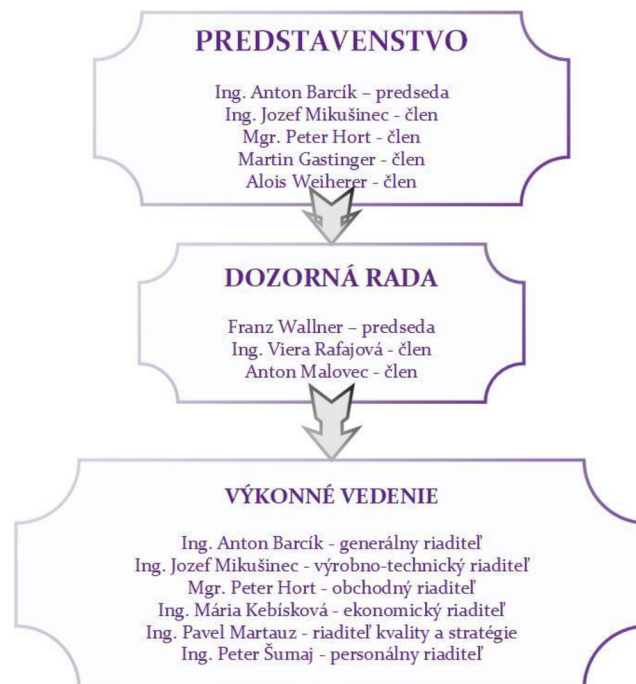 PREDSTAVENSTVO
Ing. Anton Barcík – predseda
Ing. Jozef Mikušinec - člen
Mgr. Peter Hort - člen
Martin Gastinger - člen
Alois Weiherer - člen
DOZORNÁ RADA
Franz Wallner – predseda
Ing. Viera Rafajová - člen
Anton Malovec - člen
VÝKONNÉ VEDENIE
Ing. Anton Barcík - generálny riaditeľ
Ing. Jozef Mikušinec - výrobno-technický riaditeľ
Mgr. Peter Hort - obchodný riaditeľ
Ing. Mária Kebísková - ekonomický riaditeľ
Ing. Pavel Martauz - riaditeľ kvality a stratégie
Ing. Peter Šumaj - personálny riaditeľ